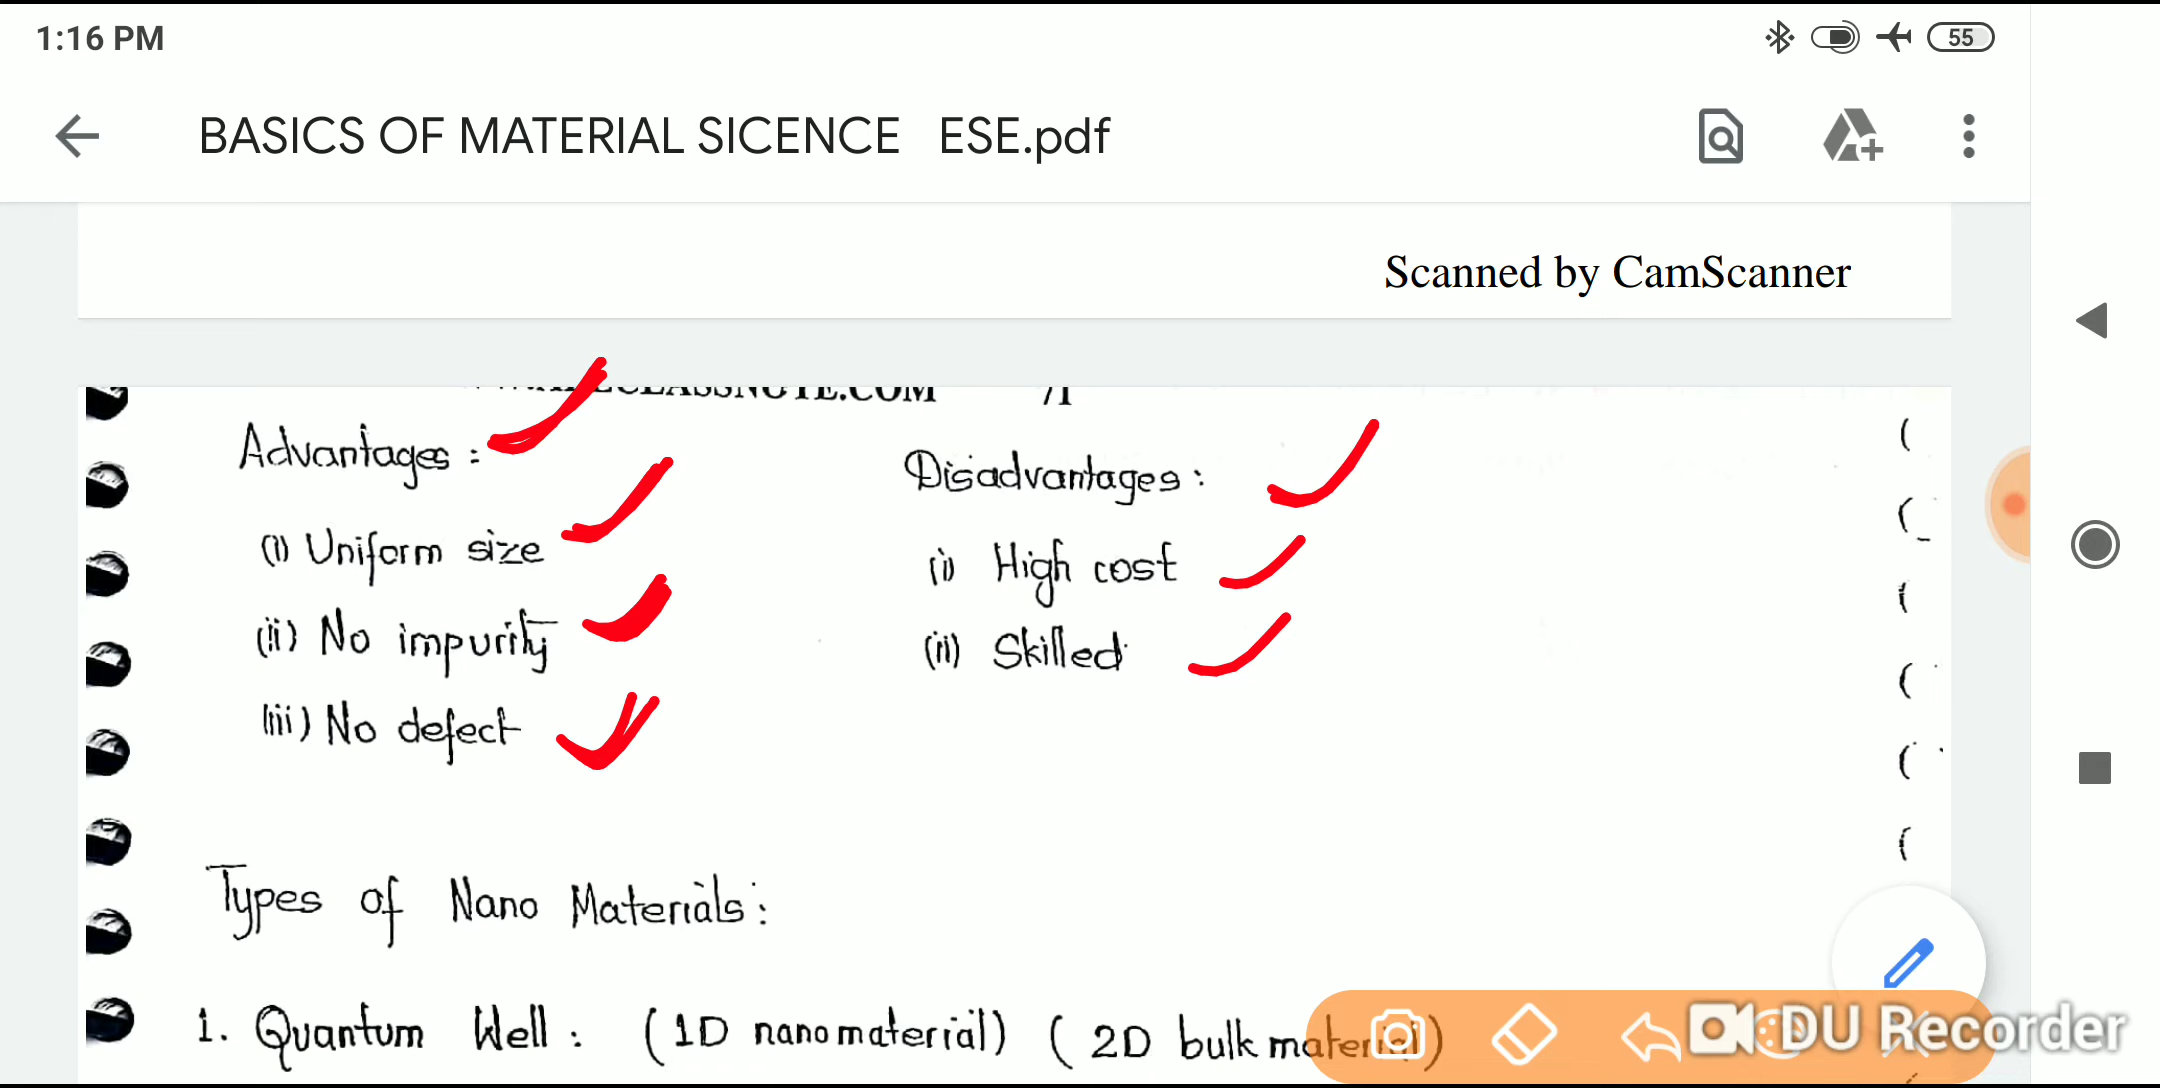 1:16 PM
55
BASICS OF MATERIAL SICENCE ESE.pdf
Scanned by CamScanner
71
Advantages :
Disadvantages :
(i) Uniform size
(i) High cost
(ii) No impurity
(ii) Skilled
(iii) No defect
Types of Nano Materials :
1. Quantum Well : (1D nanomaterial) (2D bulk material)
DU Recorder